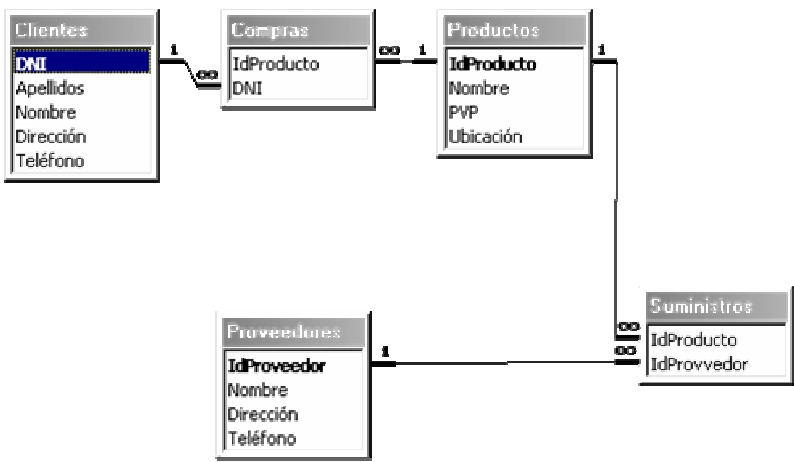 Clientes
DNI
Apellidos
Nombre
Dirección
Teléfono
1
∞
Compras
IdProducto
DNI
∞
1
Productos
IdProducto
Nombre
PVP
Ubicación
1
∞
Suministros
IdProducto
IdProvvedor
∞
1
Proveedores
IdProveedor
Nombre
Dirección
Teléfono